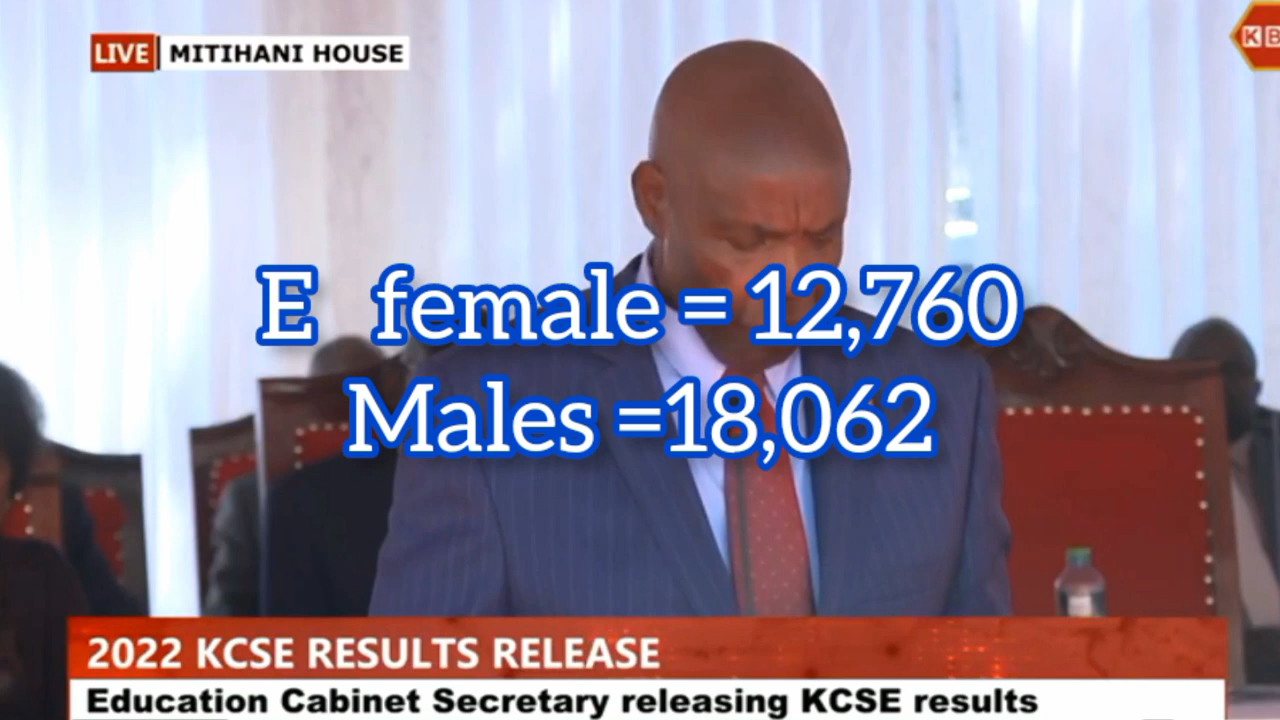 LIVE MITIHANI HOUSE
KB
E female = 12,760
Males =18,062
2022 KCSE RESULTS RELEASE
Education Cabinet Secretary releasing KCSE results